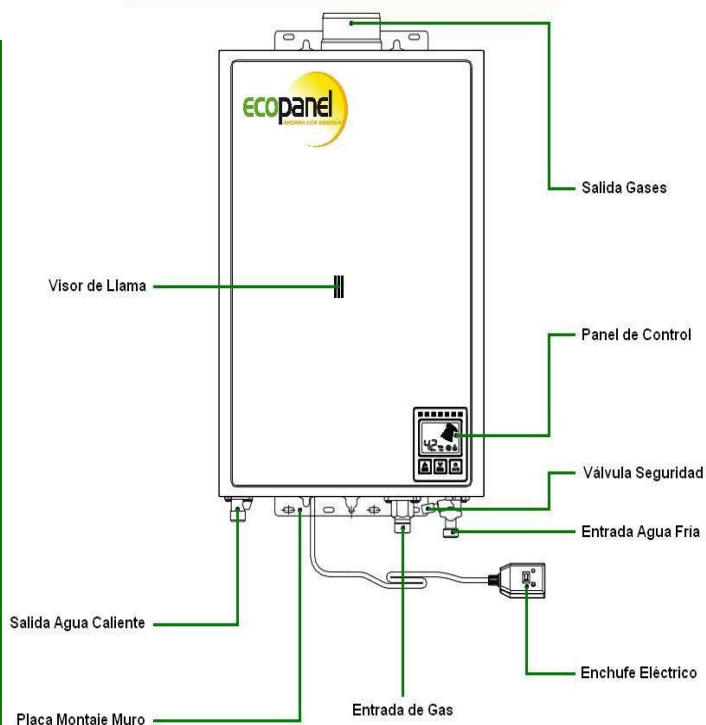 ecopanel
Salida Gases
Visor de Llama
Panel de Control
42
Válvula Seguridad
Entrada Agua Fría
Salida Agua Caliente
Enchufe Eléctrico
Entrada de Gas
Placa Montaje Muro